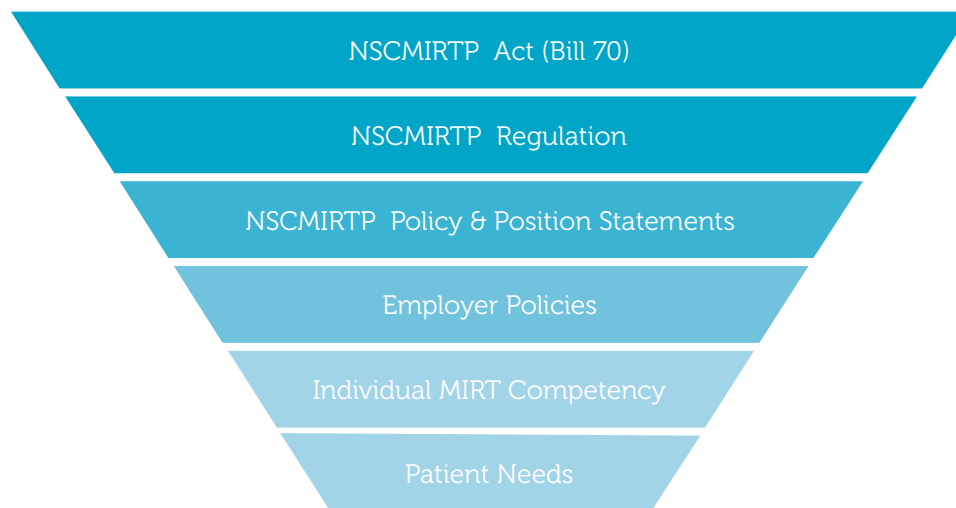 NSCMIRTP Act (Bill 70)
NSCMIRTP Regulation
NSCMIRTP Policy & Position Statements
Employer Policies
Individual MIRT Competency
Patient Needs